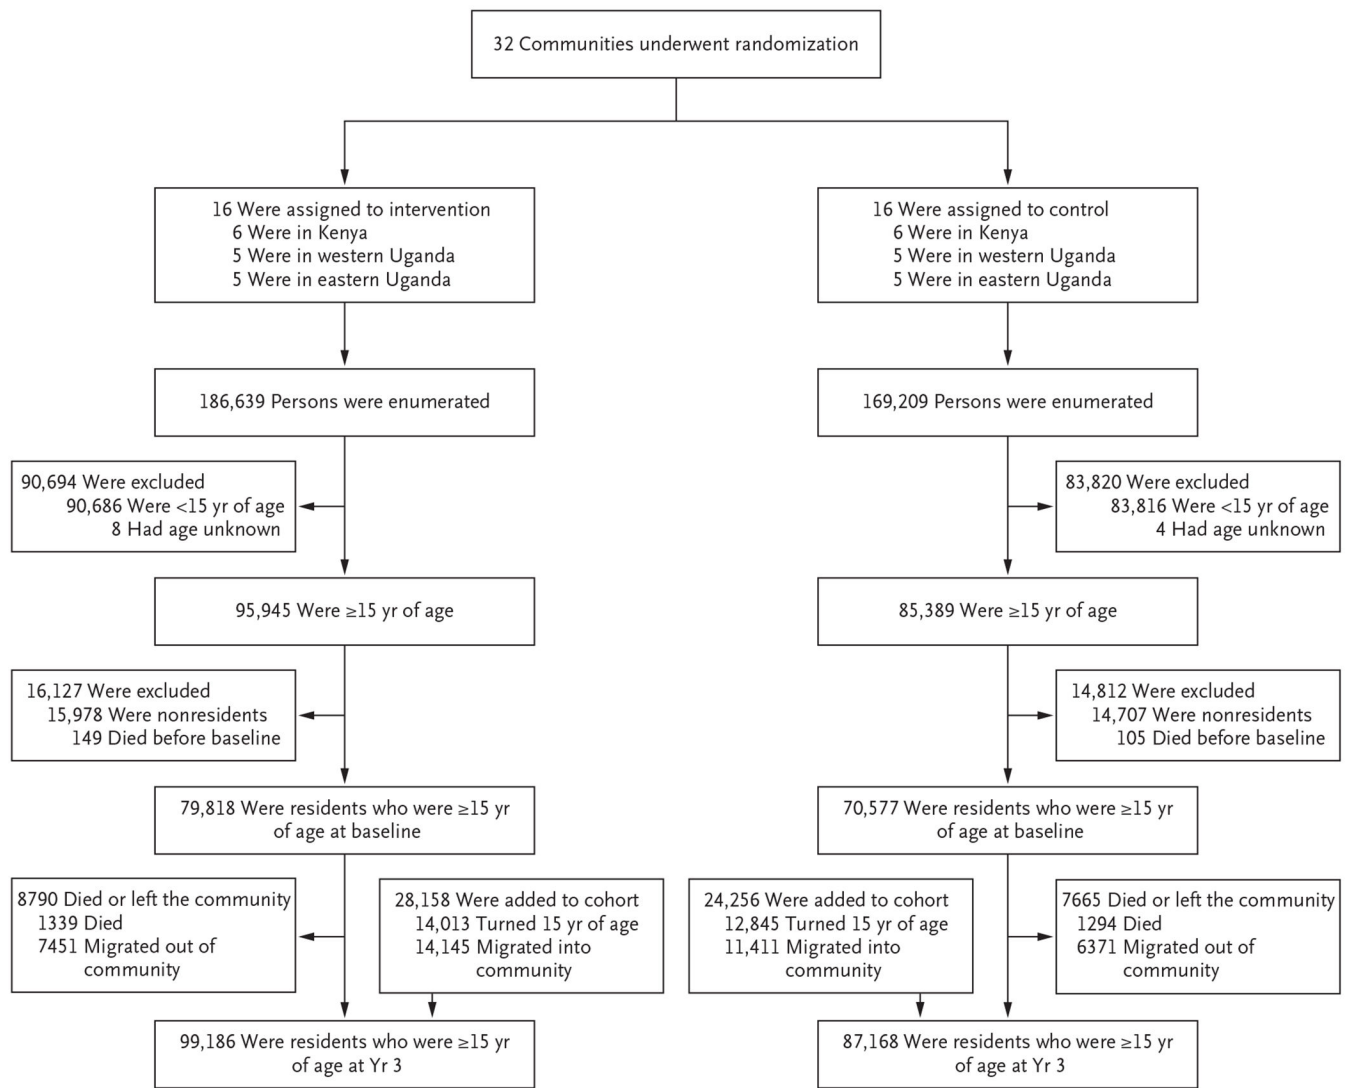 32 Communities underwent randomization
16 Were assigned to intervention
6 Were in Kenya
5 Were in western Uganda
5 Were in eastern Uganda
16 Were assigned to control
6 Were in Kenya
5 Were in western Uganda
5 Were in eastern Uganda
186,639 Persons were enumerated
169,209 Persons were enumerated
90,694 Were excluded
90,686 Were <15 yr of age
8 Had age unknown
83,820 Were excluded
83,816 Were <15 yr of age
4 Had age unknown
95,945 Were ≥15 yr of age
85,389 Were ≥15 yr of age
16,127 Were excluded
15,978 Were nonresidents
149 Died before baseline
14,812 Were excluded
14,707 Were nonresidents
105 Died before baseline
79,818 Were residents who were ≥15 yr
of age at baseline
70,577 Were residents who were ≥15 yr
of age at baseline
8790 Died or left the community
1339 Died
7451 Migrated out of
community
28,158 Were added to cohort
14,013 Turned 15 yr of age
14,145 Migrated into
community
24,256 Were added to cohort
12,845 Turned 15 yr of age
11,411 Migrated into
community
7665 Died or left the community
1294 Died
6371 Migrated out of
community
99,186 Were residents who were ≥15 yr
of age at Yr 3
87,168 Were residents who were ≥15 yr
of age at Yr 3